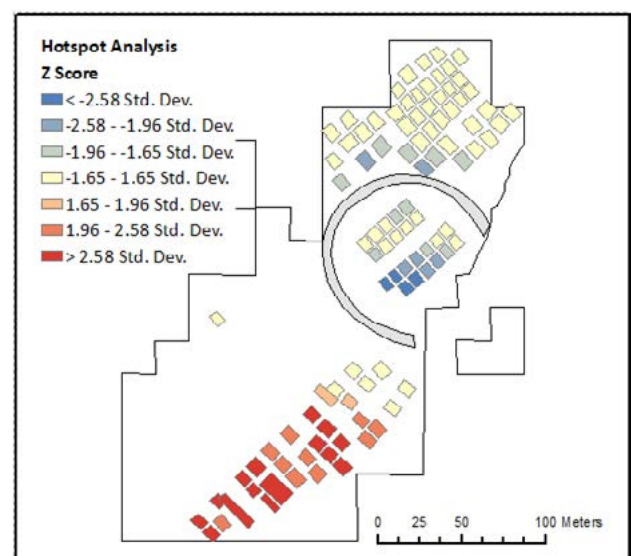 Hotspot Analysis
Z Score
< -2.58 Std. Dev.
-2.58 - -1.96 Std. Dev.
-1.96 - -1.65 Std. Dev.
-1.65 - 1.65 Std. Dev.
1.65 - 1.96 Std. Dev.
1.96 - 2.58 Std. Dev.
> 2.58 Std. Dev.
0 25 50 100 Meters